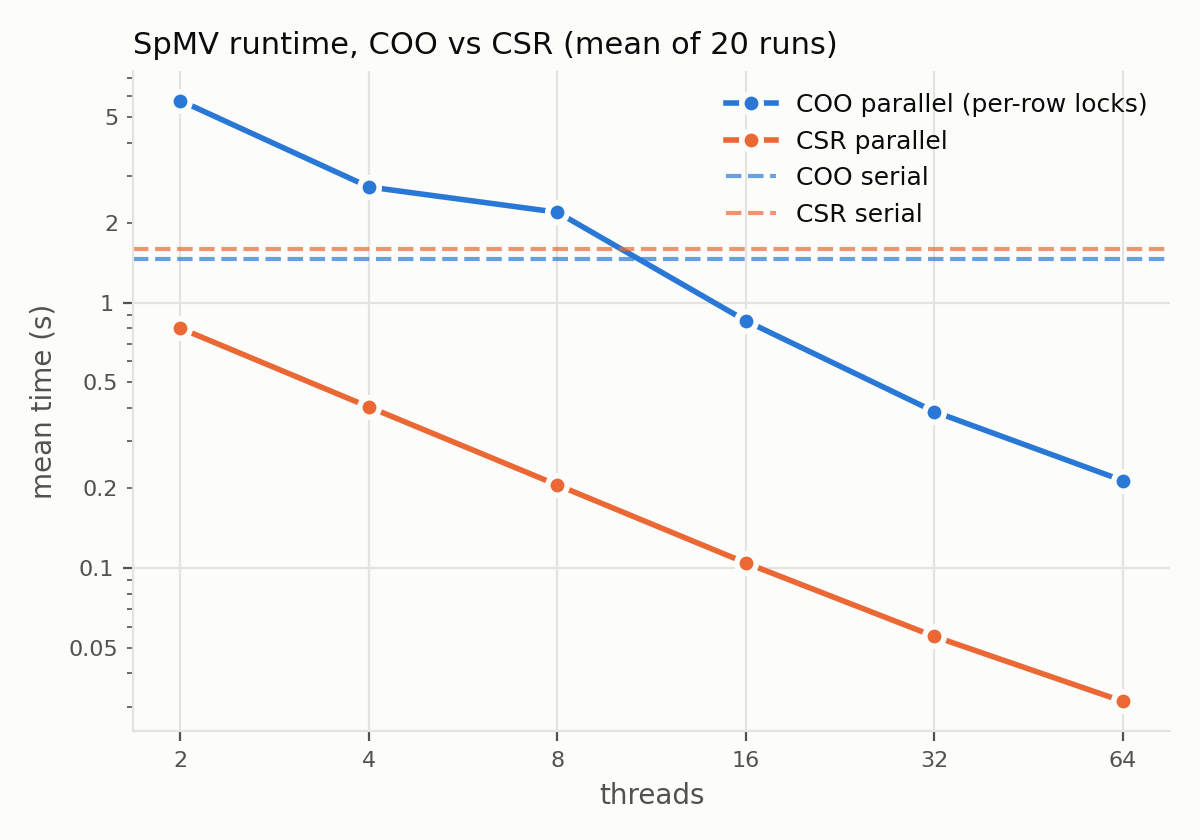 SpMV runtime, COO vs CSR (mean of 20 runs)
COO parallel (per-row locks)
CSR parallel
COO serial
CSR serial
mean time (s)
5
2
1
0.5
0.2
0.1
0.05
2 4 8 16 32 64
threads